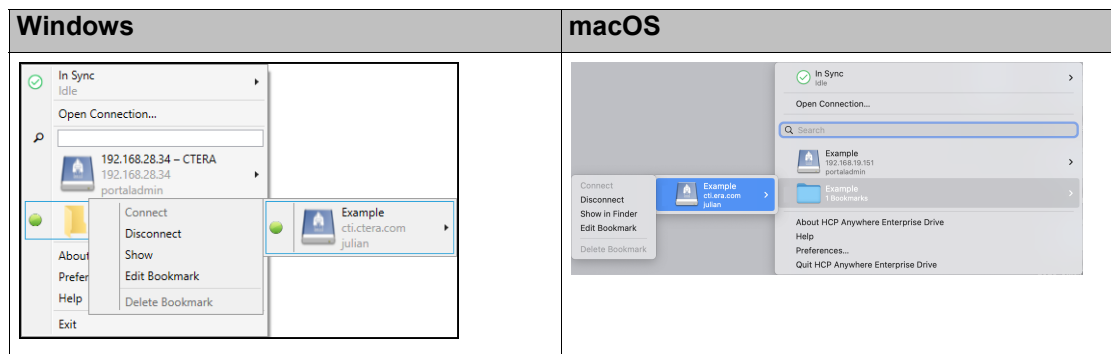 Windows
macOS
In Sync
Idle
Open Connection...
192.168.28.34 – CTERA
192.168.28.34
portaladmin
Connect
Disconnect
Show
Edit Bookmark
Delete Bookmark
Example
cti.ctera.com
julian
About
Prefer
Help
Exit
In Sync
Idle
Open Connection...
Search
Example
192.168.19.151
portaladmin
Example
1 Bookmarks
Example
cti.era.com
julian
Connect
Disconnect
Show in Finder
Edit Bookmark
Delete Bookmark
About HCP Anywhere Enterprise Drive
Help
Preferences...
Quit HCP Anywhere Enterprise Drive